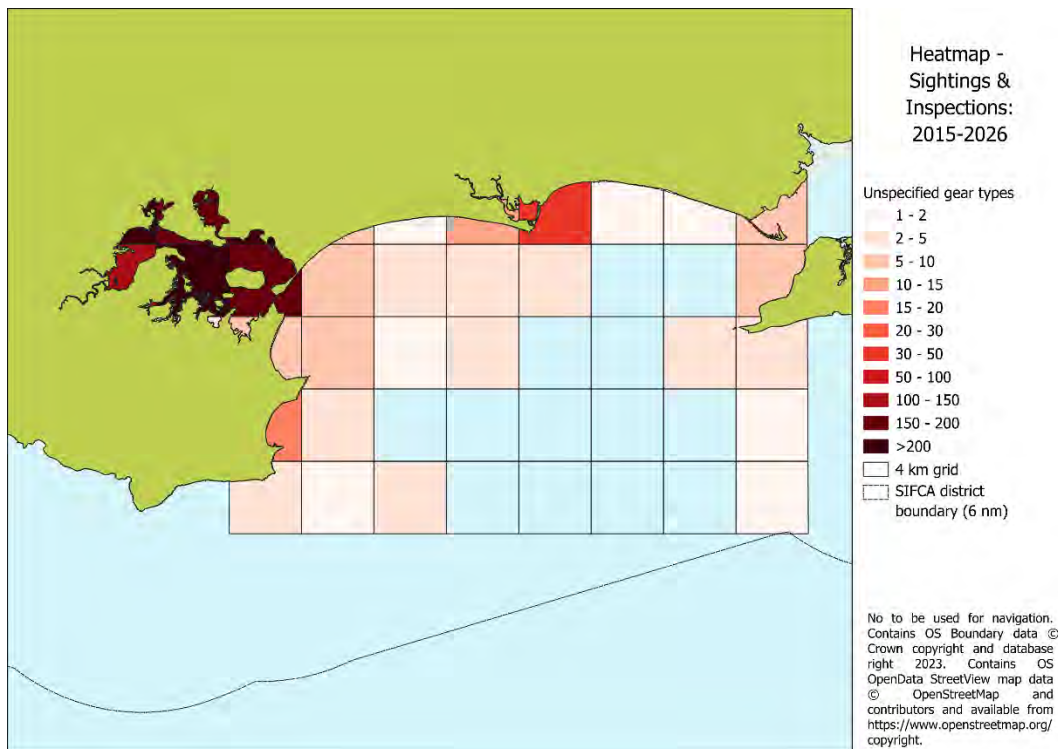 Heatmap -
Sightings &
Inspections:
2015-2026
Unspecified gear types
1 - 2
2 - 5
5 - 10
10 - 15
15 - 20
20 - 30
30 - 50
50 - 100
100 - 150
150 - 200
>200
4 km grid
SIFCA district
boundary (6 nm)
No to be used for navigation.
Contains OS Boundary data ©
Crown copyright and database
right 2023. Contains OS
OpenData StreetView map data
© OpenStreetMap and
contributors and available from
https://www.openstreetmap.org/
copyright.